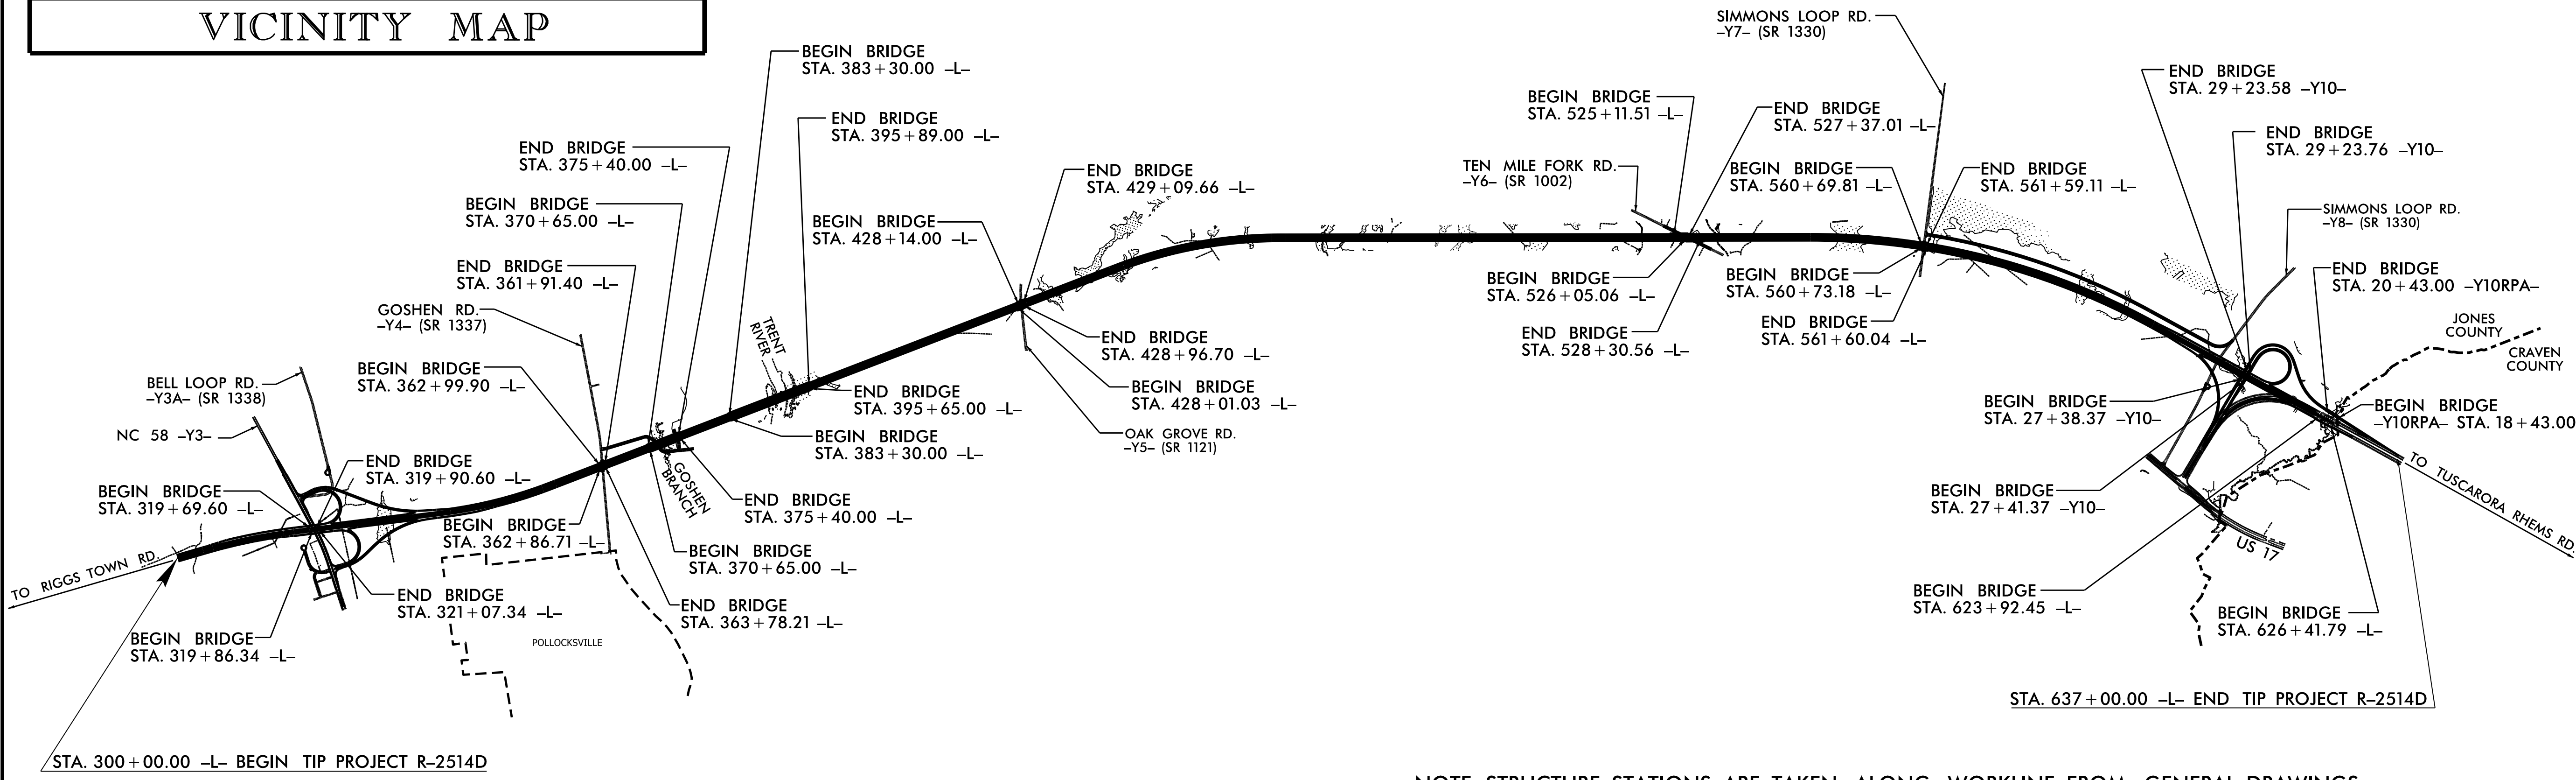 VICINITY MAP
BEGIN BRIDGE
STA. 383+30.00 –L–
END BRIDGE
STA. 395+89.00 –L–
END BRIDGE
STA. 375+40.00 –L–
BEGIN BRIDGE
STA. 370+65.00 –L–
END BRIDGE
STA. 361+91.40 –L–
GOSHEN RD.
–Y4– (SR 1337)
BEGIN BRIDGE
STA. 362+99.90 –L–
BELL LOOP RD.
–Y3A– (SR 1338)
NC 58 –Y3–
END BRIDGE
STA. 319+90.60 –L–
BEGIN BRIDGE
STA. 319+69.60 –L–
TO RIGGS TOWN RD.
BEGIN BRIDGE
STA. 319+86.34 –L–
END BRIDGE
STA. 321+07.34 –L–
BEGIN BRIDGE
STA. 362+86.71 –L–
POLLOCKSVILLE
STA. 300+00.00 –L– BEGIN TIP PROJECT R–2514D
TRENT
RIVER
GOSHEN
BRANCH
END BRIDGE
STA. 363+78.21 –L–
BEGIN BRIDGE
STA. 370+65.00 –L–
END BRIDGE
STA. 375+40.00 –L–
BEGIN BRIDGE
STA. 383+30.00 –L–
END BRIDGE
STA. 395+65.00 –L–
BEGIN BRIDGE
STA. 428+14.00 –L–
END BRIDGE
STA. 429+09.66 –L–
END BRIDGE
STA. 428+96.70 –L–
BEGIN BRIDGE
STA. 428+01.03 –L–
OAK GROVE RD.
–Y5– (SR 1121)
SIMMONS LOOP RD.
–Y7– (SR 1330)
BEGIN BRIDGE
STA. 525+11.51 –L–
END BRIDGE
STA. 527+37.01 –L–
TEN MILE FORK RD.
–Y6– (SR 1002)
BEGIN BRIDGE
STA. 560+69.81 –L–
END BRIDGE
STA. 561+59.11 –L–
BEGIN BRIDGE
STA. 526+05.06 –L–
END BRIDGE
STA. 528+30.56 –L–
BEGIN BRIDGE
STA. 560+73.18 –L–
END BRIDGE
STA. 561+60.04 –L–
END BRIDGE
STA. 29+23.58 –Y10–
END BRIDGE
STA. 29+23.76 –Y10–
SIMMONS LOOP RD.
–Y8– (SR 1330)
END BRIDGE
STA. 20+43.00 –Y10RPA–
JONES
COUNTY
CRAVEN
COUNTY
BEGIN BRIDGE
–Y10RPA– STA. 18+43.00
BEGIN BRIDGE
STA. 27+38.37 –Y10–
BEGIN BRIDGE
STA. 27+41.37 –Y10–
TO TUSCARORA RHEMS RD.
US 17
BEGIN BRIDGE
STA. 623+92.45 –L–
BEGIN BRIDGE
STA. 626+41.79 –L–
STA. 637+00.00 –L– END TIP PROJECT R–2514D
NOTE STRUCTURE STATIONS ARE TAKEN ALONG WORKLINE FROM GENERAL DRAWINGS